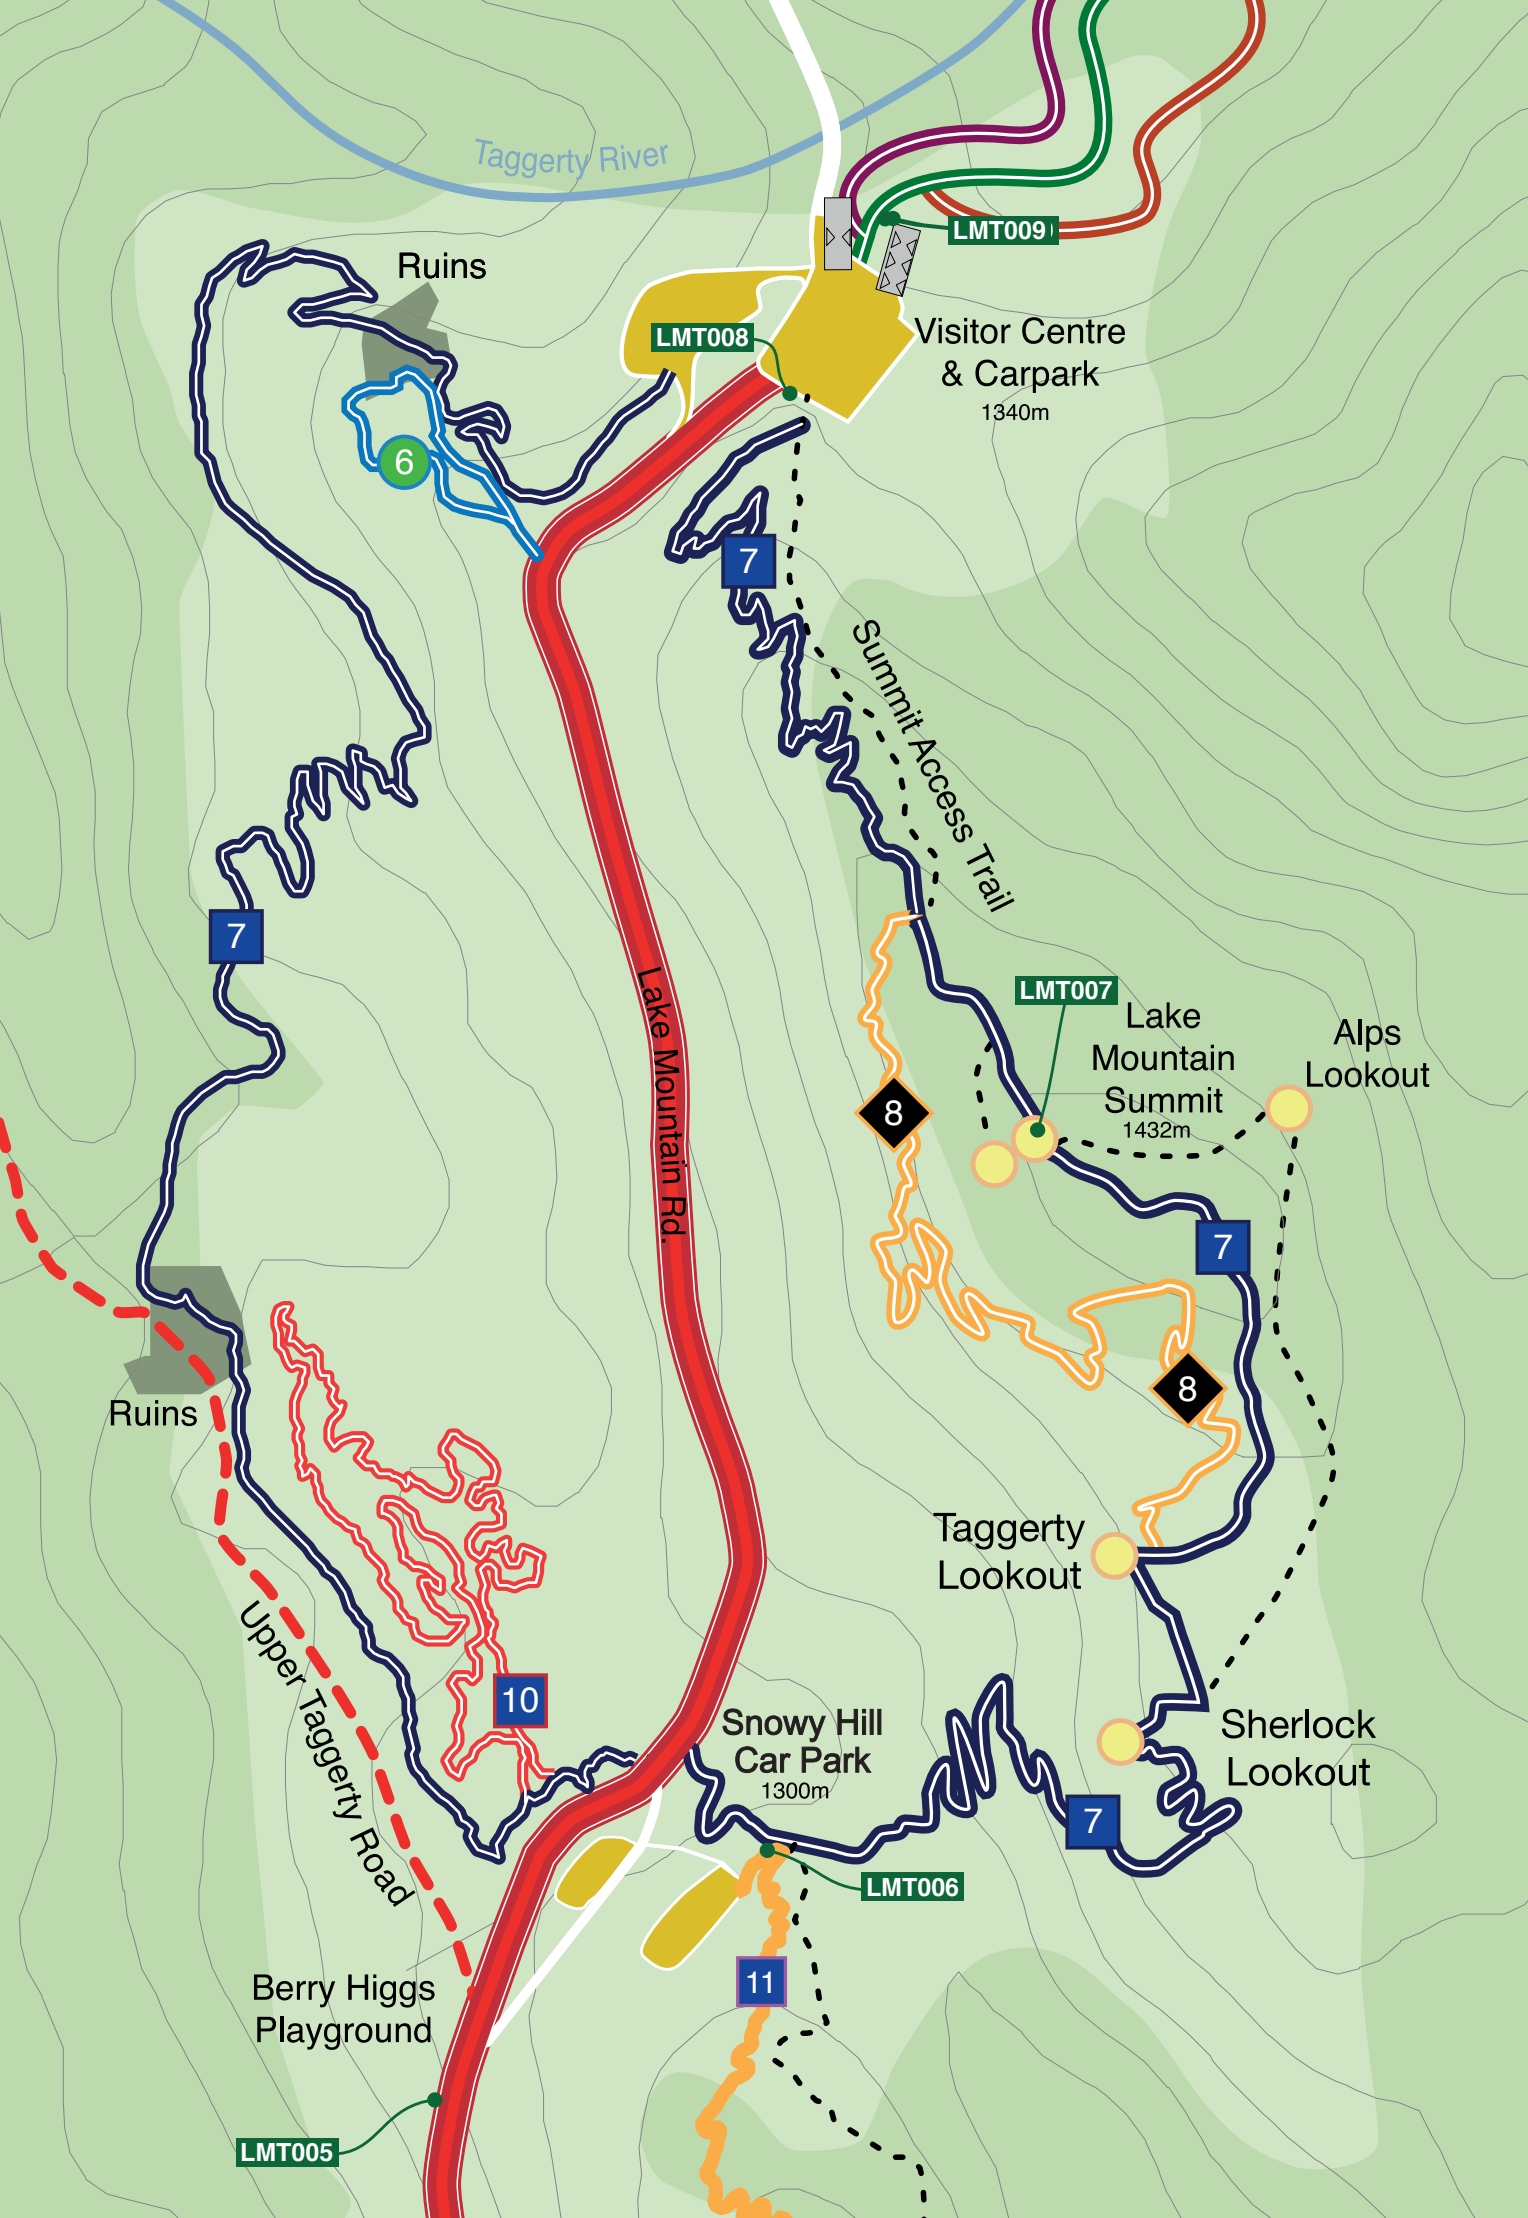 Taggerty River
LMT009
Ruins
LMT008
Visitor Centre
& Carpark
1340m
6
7
Summit Access Trail
7
Lake Mountain Rd.
LMT007
Lake
Mountain
Summit
1432m
Alps
Lookout
8
7
Ruins
8
Taggerty
Lookout
Upper Taggerty Road
10
Snowy Hill
Car Park
1300m
Sherlock
Lookout
7
LMT006
11
Berry Higgs
Playground
LMT005